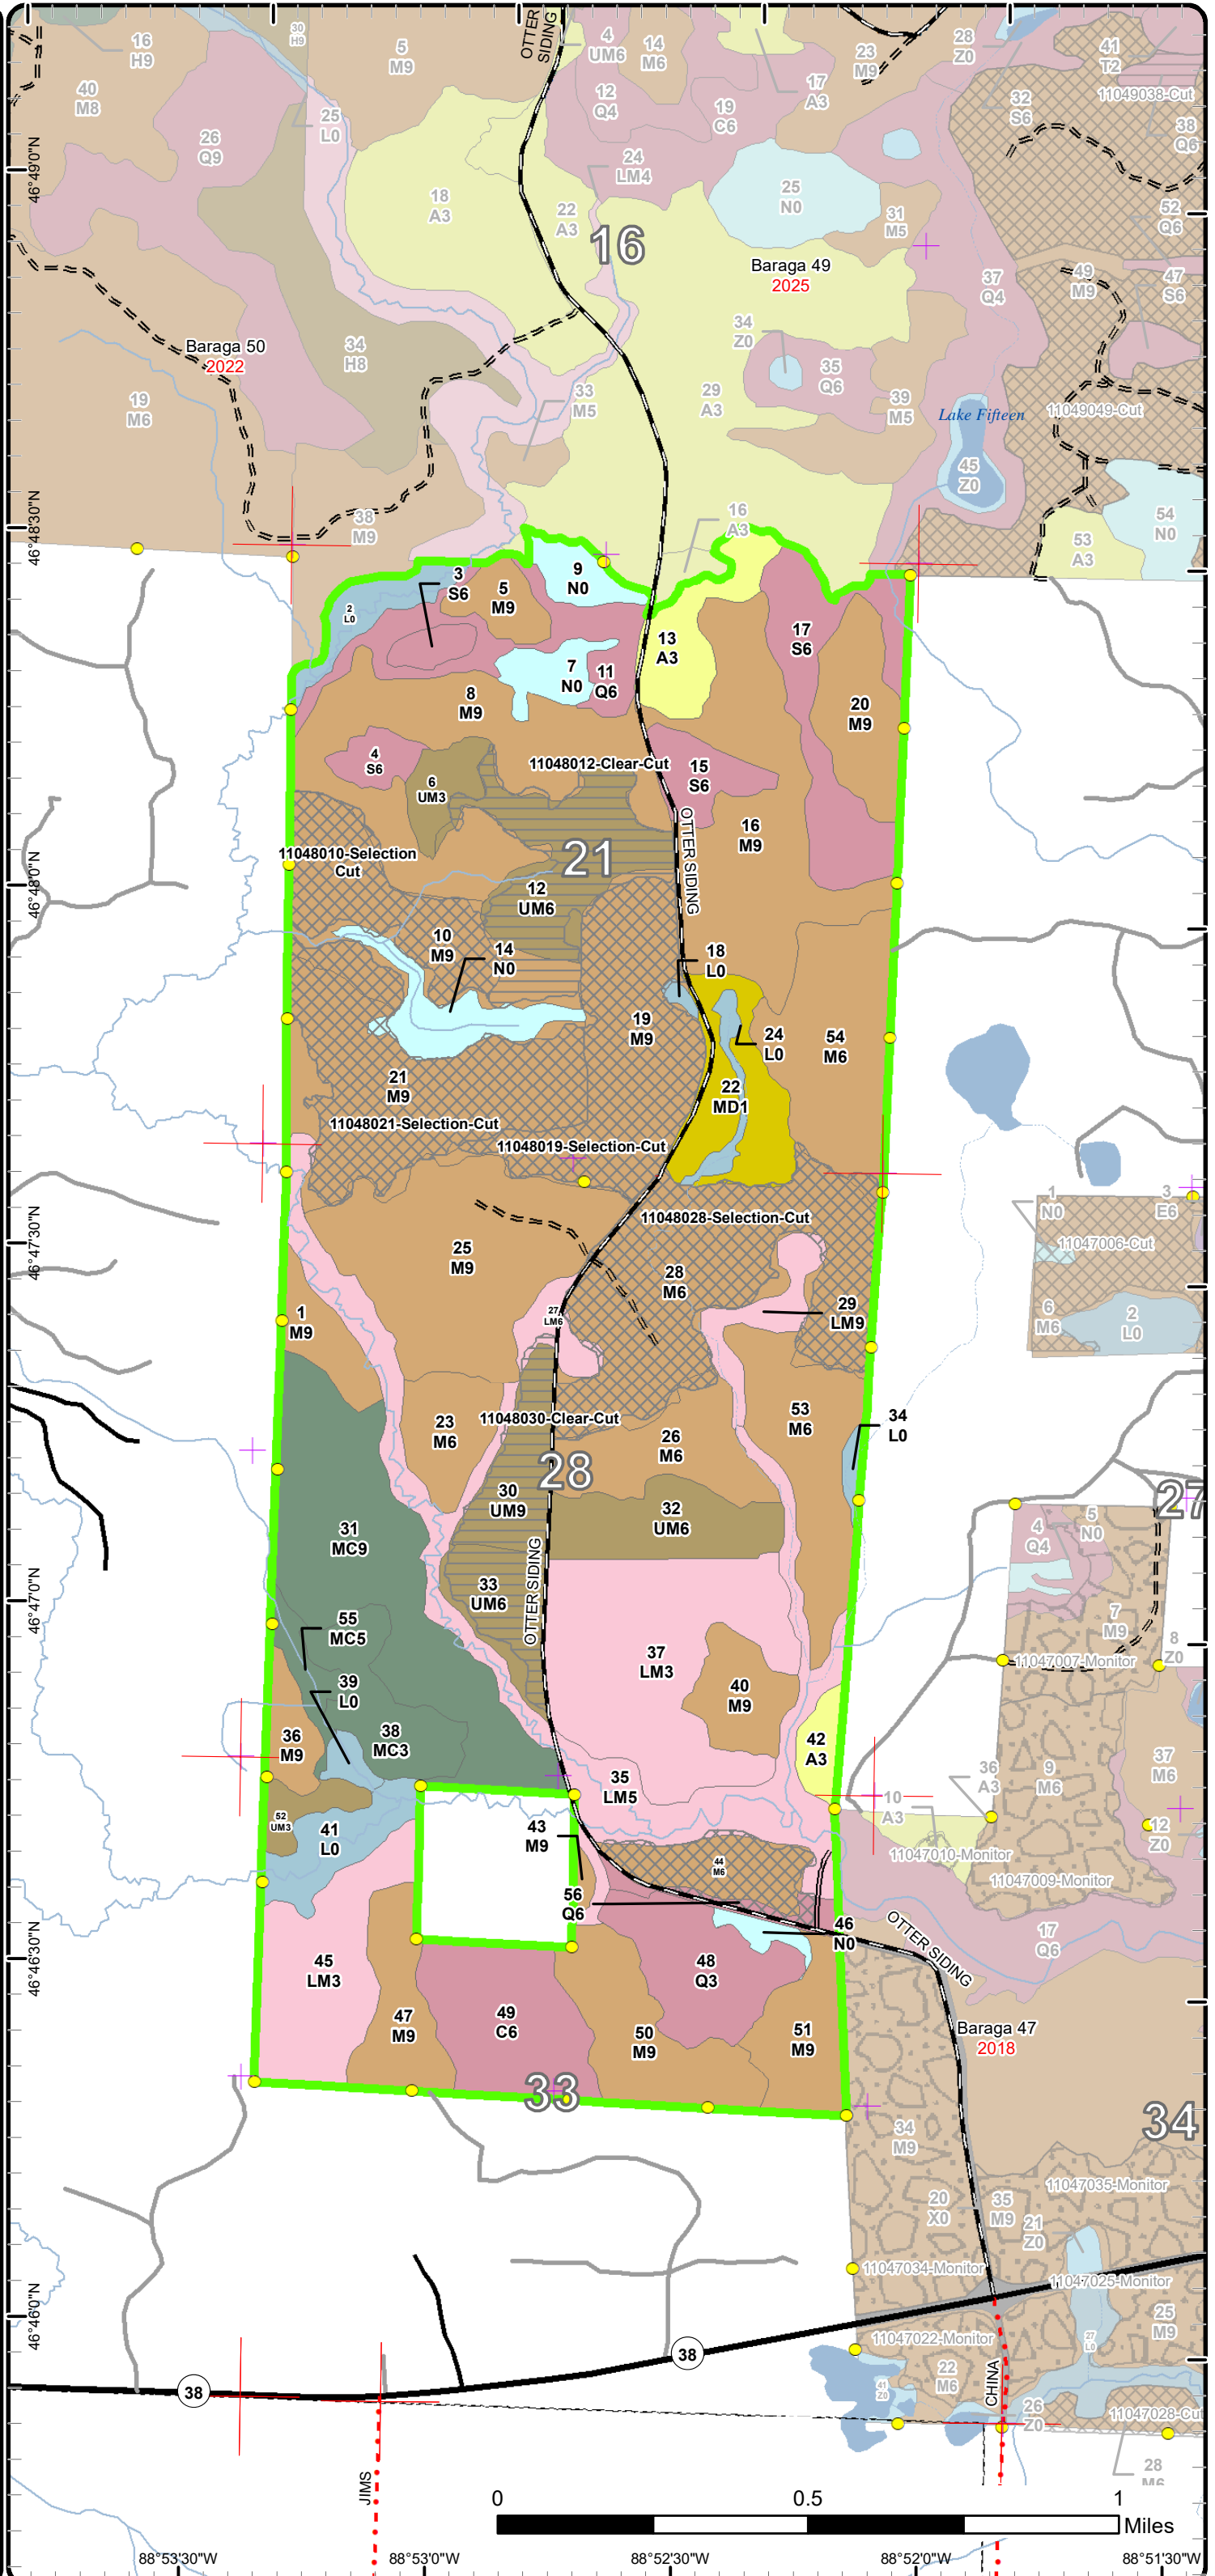 OTTER SIDING
16
H9
30
H9
5
M9
4
UM6
14
M6
23
M9
28
Z0
41
T2
40
M8
12
Q4
17
A3
19
C6
11049038-Cut
32
S6
38
Q6
25
L0
26
Q9
46°49'0"N
24
LM4
18
A3
22
A3
25
N0
31
M5
52
Q6
16
Baraga 49
2025
37
Q4
49
M9
47
S6
Baraga 50
2022
34
H8
34
Z0
35
Q6
19
M6
33
M5
29
A3
39
M5
Lake Fifteen
11049049-Cut
45
Z0
46°48'30"N
38
M9
16
A3
53
A3
54
N0
2
L0
3
S6
5
M9
9
N0
13
A3
17
S6
7
N0
11
Q6
8
M9
20
M9
4
S6
6
UM3
11048012-Clear-Cut
15
S6
16
M9
OTTER SIDING
11048010-Selection
Cut
21
46°48'0"N
12
UM6
10
M9
14
N0
18
L0
19
M9
24
L0
54
M6
21
M9
22
MD1
11048021-Selection-Cut
11048019-Selection-Cut
1
N0
3
E6
11048028-Selection-Cut
46°47'30"N
11047006-Cut
25
M9
28
M6
27
LM6
29
LM9
1
M9
6
M6
2
L0
23
M6
11048030-Clear-Cut
26
M6
53
M6
34
L0
28
27
30
UM9
32
UM6
4
Q4
5
N0
31
MC9
OTTER SIDING
33
UM6
46°47'0"N
55
MC5
7
M9
8
Z0
37
LM3
11047007-Monitor
39
L0
40
M9
36
M9
38
MC3
42
A3
36
A3
9
M6
37
M6
35
LM5
10
A3
52
UM3
41
L0
43
M9
12
Z0
44
M6
11047010-Monitor
11047009-Monitor
56
Q6
46
N0
OTTER SIDING
17
Q6
46°46'30"N
45
LM3
48
Q3
47
M9
49
C6
50
M9
51
M9
Baraga 47
2018
33
34
34
M9
11047035-Monitor
20
X0
35
M9
21
Z0
11047034-Monitor
11047025-Monitor
46°46'0"N
25
M9
11047022-Monitor
27
L0
38
38
22
M6
41
Z0
CHINA
26
Z0
11047028-Cut
28
M6
JIMS
0
0.5
1
Miles
88°53'30"W
88°53'0"W
88°52'30"W
88°52'0"W
88°51'30"W